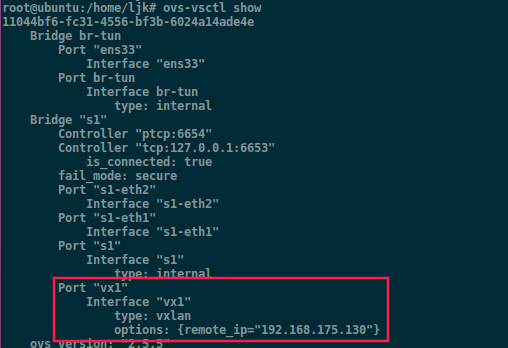 root@ubuntu:/home/ljk# ovs-vsctl show
11044bf6-fc31-4556-bf3b-6024a14ade4e
    Bridge br-tun
        Port "ens33"
            Interface "ens33"
        Port br-tun
            Interface br-tun
                type: internal
    Bridge "s1"
        Controller "ptcp:6654"
        Controller "tcp:127.0.0.1:6653"
            is_connected: true
        fail_mode: secure
        Port "s1-eth2"
            Interface "s1-eth2"
        Port "s1-eth1"
            Interface "s1-eth1"
        Port "s1"
            Interface "s1"
                type: internal
        Port "vx1"
            Interface "vx1"
                type: vxlan
                options: {remote_ip="192.168.175.130"}
    ovs_version: "2.5.5"